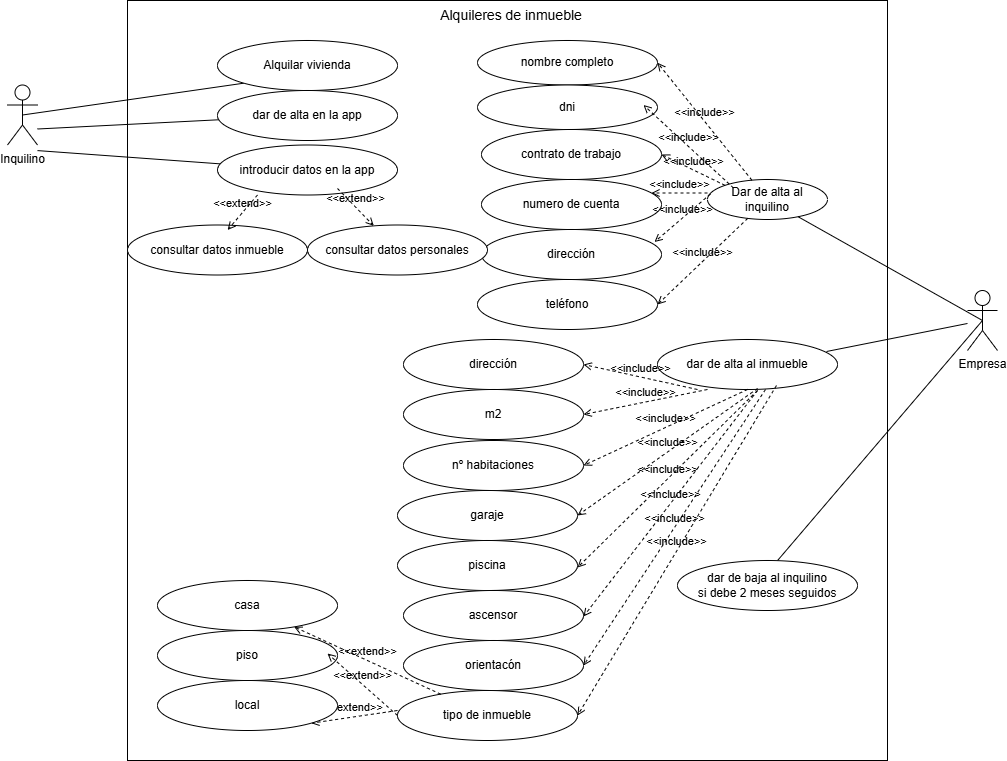 Alquileres de inmueble
Alquilar vivienda
dar de alta en la app
introducir datos en la app
<<extend>>
<<extend>>
consultar datos inmueble
consultar datos personales
Inquilino
nombre completo
dni
contrato de trabajo
numero de cuenta
dirección
teléfono
<<include>>
<<include>>
<<include>>
<<include>>
<<include>>
<<include>>
Dar de alta al
inquilino
Empresa
dirección
m2
nº habitaciones
garaje
piscina
ascensor
orientacón
tipo de inmueble
<<include>>
<<include>>
<<include>>
<<include>>
<<include>>
<<include>>
<<include>>
<<include>>
dar de alta al inmueble
dar de baja al inquilino
si debe 2 meses seguidos
casa
piso
local
<<extend>>
<<extend>>
extend>>